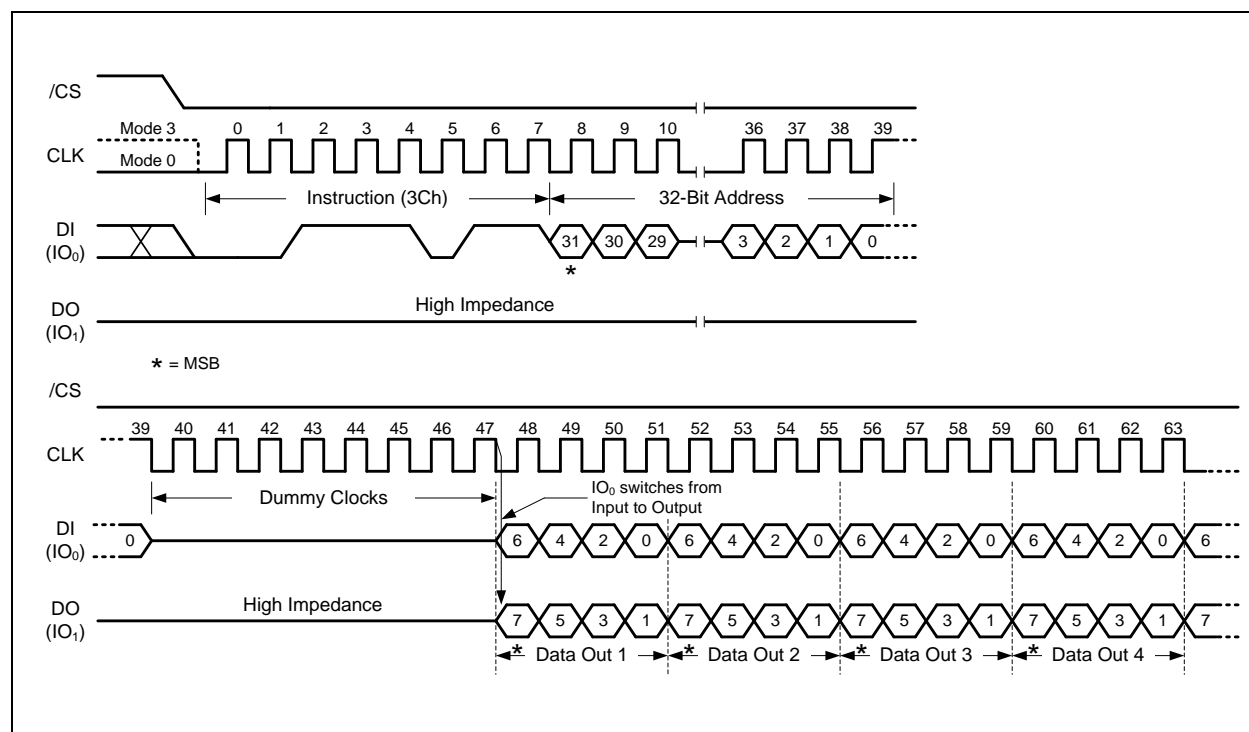 /CS
Mode 3 0 1 2 3 4 5 6 7 8 9 10 36 37 38 39
CLK
Mode 0
Instruction (3Ch) 32-Bit Address
DI
(IO₀)
31 30 29 3 2 1 0
*
High Impedance
DO
(IO₁)
* = MSB
/CS
39 40 41 42 43 44 45 46 47 48 49 50 51 52 53 54 55 56 57 58 59 60 61 62 63
CLK
Dummy Clocks
IO₀ switches from
Input to Output
DI
(IO₀)
0 6 4 2 0 6 4 2 0 6 4 2 0 6 4 2 0 6
High Impedance
DO
(IO₁)
7 5 3 1 7 5 3 1 7 5 3 1 7 5 3 1 7
* Data Out 1 * Data Out 2 * Data Out 3 * Data Out 4